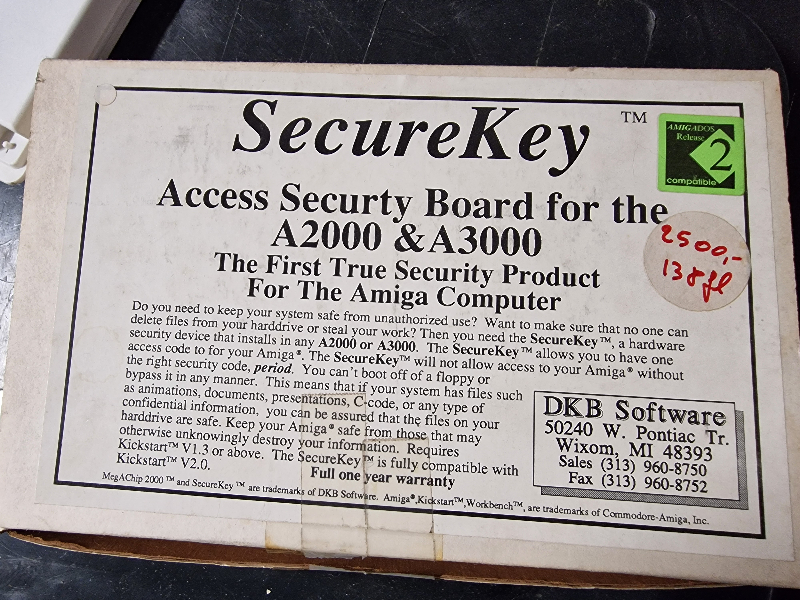 SecureKey ™
AMIGADOS
Release
2
compatible
Access Securty Board for the
A2000 & A3000
2500,-
138 fl
The First True Security Product
For The Amiga Computer
Do you need to keep your system safe from unauthorized use? Want to make sure that no one can
delete files from your harddrive or steal your work? Then you need the SecureKey™, a hardware
security device that installs in any A2000 or A3000. The SecureKey™ allows you to have one
access code to for your Amiga®. The SecureKey™ will not allow access to your Amiga® without
the right security code, period. You can't boot off of a floppy or
bypass it in any manner. This means that if your system has files such
as animations, documents, presentations, C-code, or any type of
confidential information, you can be assured that the files on your
harddrive are safe. Keep your Amiga® safe from those that may
otherwise unknowingly destroy your information. Requires
Kickstart™ V1.3 or above. The SecureKey™ is fully compatible with
Kickstart™ V2.0.
Full one year warranty
DKB Software
50240 W. Pontiac Tr.
Wixom, MI 48393
Sales (313) 960-8750
Fax (313) 960-8752
MegAChip 2000 ™ and SecureKey ™ are trademarks of DKB Software. Amiga®,Kickstart™,Workbench™, are trademarks of Commodore-Amiga, Inc.